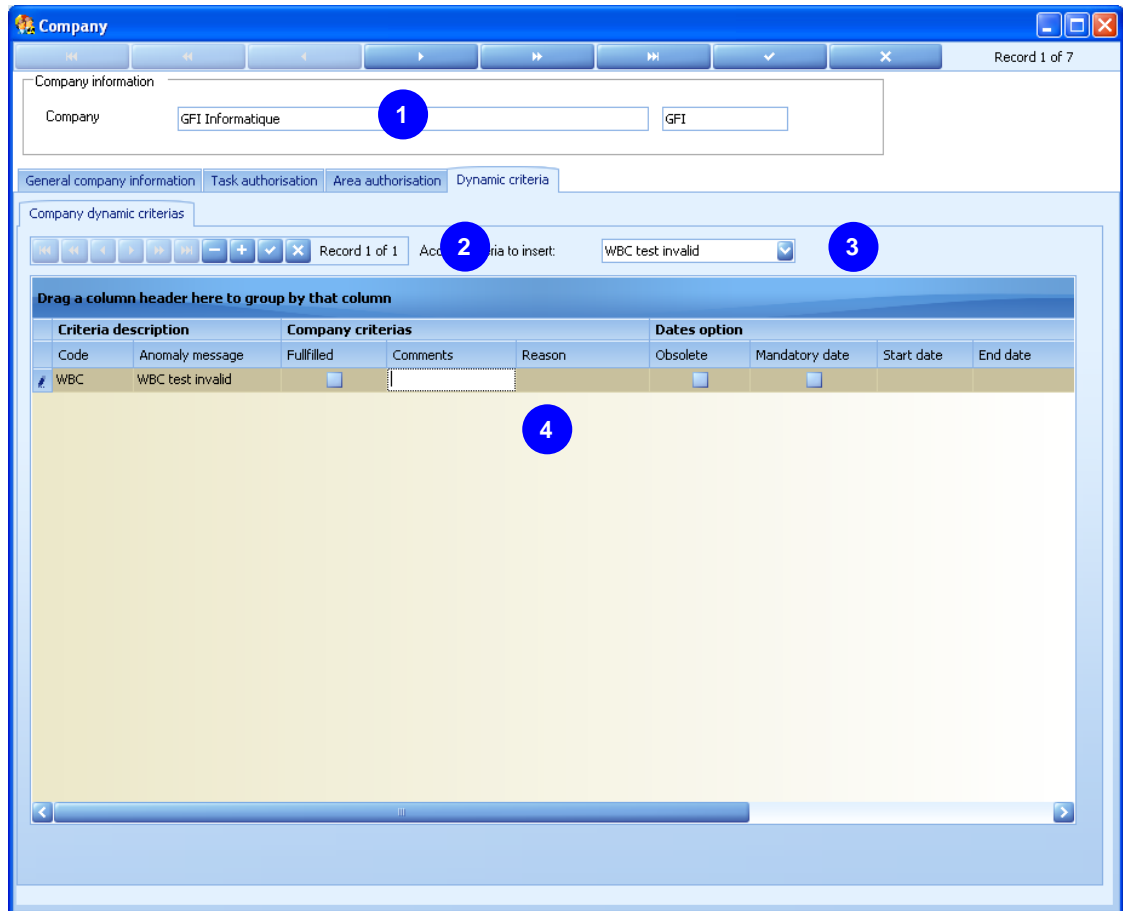 Company
Record 1 of 7
Company information
Company GFI Informatique 1 GFI
General company information Task authorisation Area authorisation Dynamic criteria
Company dynamic criterias
Record 1 of 1 2 to insert: WBC test invalid 3
Drag a column header here to group by that column
Criteria description Company criterias Dates option
Code Anomaly message Fullfilled Comments Reason Obsolete Mandatory date Start date End date
WBC WBC test invalid
4